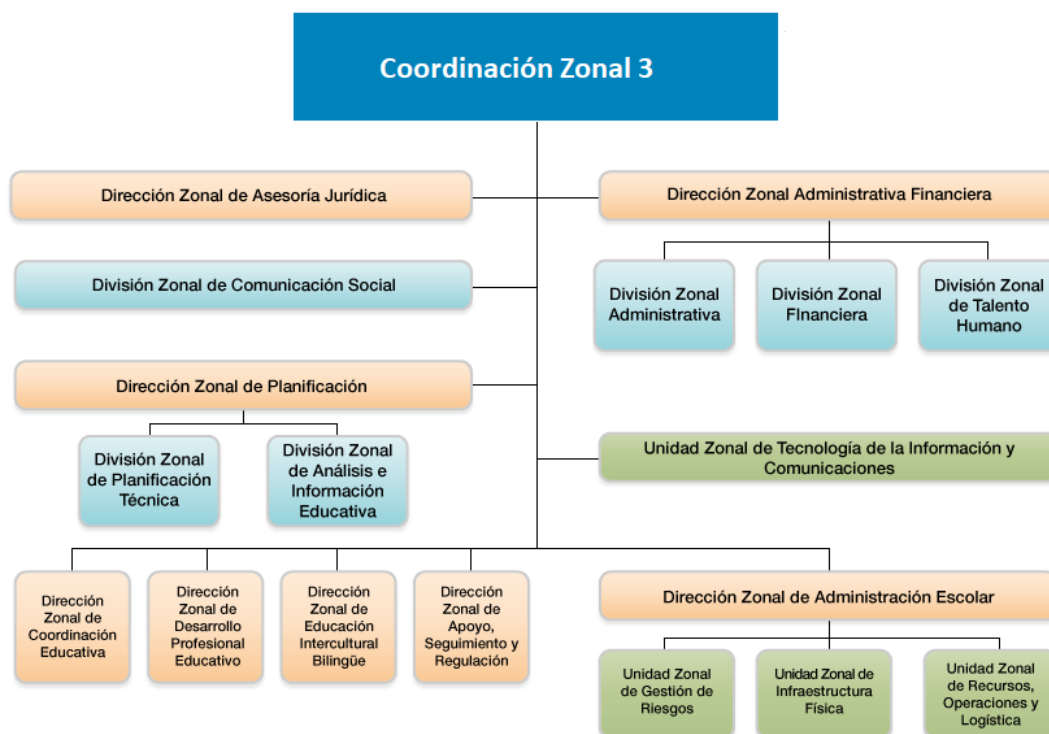 Coordinación Zonal 3
Dirección Zonal de Asesoría Jurídica
Dirección Zonal Administrativa Financiera
División Zonal de Comunicación Social
División Zonal
Administrativa
División Zonal
FInanciera
División Zonal
de Talento
Humano
Dirección Zonal de Planificación
División Zonal
de Planificación
Técnica
División Zonal
de Análisis e
Información
Educativa
Unidad Zonal de Tecnología de la Información y
Comunicaciones
Dirección
Zonal de
Coordinación
Educativa
Dirección
Zonal de
Desarrollo
Profesional
Educativo
Dirección
Zonal de
Educación
Intercultural
Bilingüe
Dirección
Zonal de
Apoyo,
Seguimiento y
Regulación
Dirección Zonal de Administración Escolar
Unidad Zonal
de Gestión de
Riesgos
Unidad Zonal de
Infraestructura
Física
Unidad Zonal
de Recursos,
Operaciones y
Logística